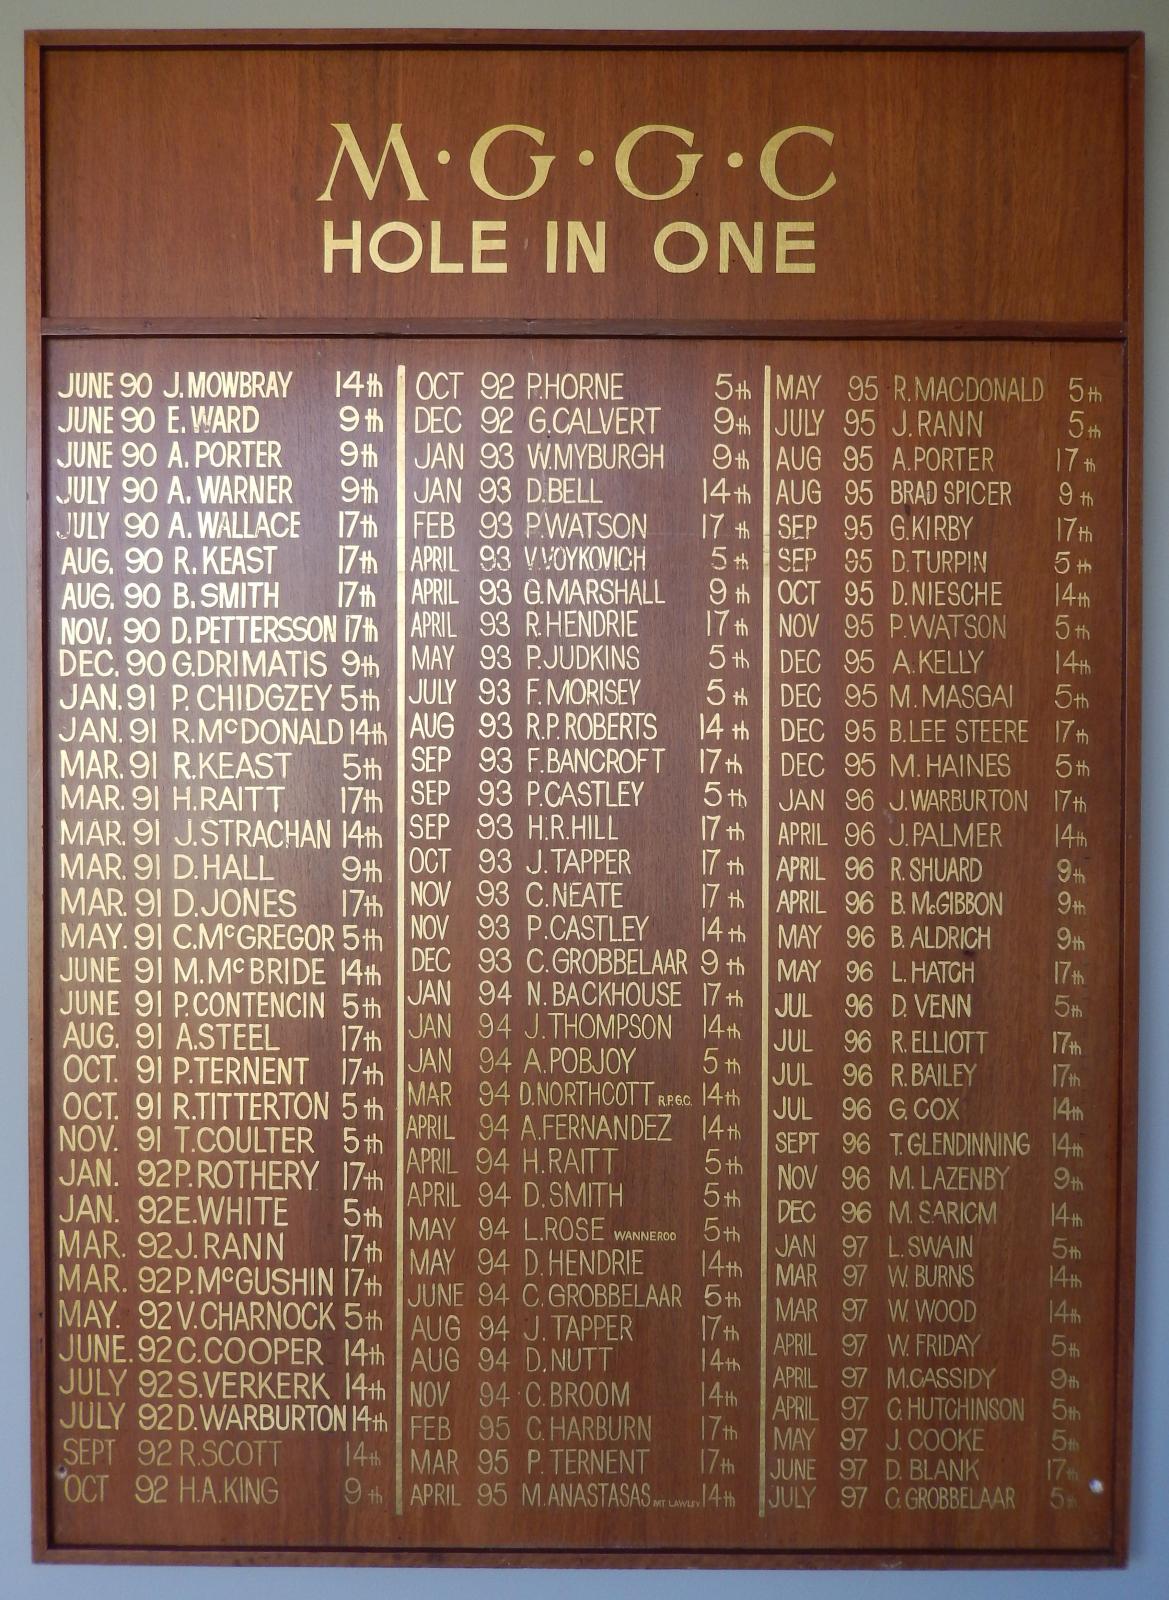 M·G·G·C
HOLE IN ONE
JUNE 90 J. MOWBRAY 14th
JUNE 90 E. WARD 9th
JUNE 90 A. PORTER 9th
JULY 90 A. WARNER 9th
JULY 90 A. WALLACE 17th
AUG. 90 R. KEAST 17th
AUG. 90 B. SMITH 17th
NOV. 90 D. PETTERSSON 17th
DEC. 90 G. DRIMATIS 9th
JAN. 91 P. CHIDGZEY 5th
JAN. 91 R. McDONALD 14th
MAR. 91 R. KEAST 5th
MAR. 91 H. RAITT 17th
MAR. 91 J. STRACHAN 14th
MAR. 91 D. HALL 9th
MAR. 91 D. JONES 17th
MAY. 91 C. McGREGOR 5th
JUNE 91 M. McBRIDE 14th
JUNE 91 P. CONTENCIN 5th
AUG. 91 A. STEEL 17th
OCT. 91 P. TERNENT 17th
OCT. 91 R. TITTERTON 5th
NOV. 91 T. COULTER 5th
JAN. 92 P. ROTHERY 17th
JAN. 92 E. WHITE 5th
MAR. 92 J. RANN 17th
MAR. 92 P. McGUSHIN 17th
MAY. 92 V. CHARNOCK 5th
JUNE. 92 C. COOPER 14th
JULY 92 S. VERKERK 14th
JULY 92 D. WARBURTON 14th
SEPT 92 R. SCOTT 14th
OCT 92 H.A. KING 9th
OCT 92 P. HORNE 5th
DEC 92 G. CALVERT 9th
JAN 93 W. MYBURGH 9th
JAN 93 D. BELL 14th
FEB 93 P. WATSON 17th
APRIL 93 V. VOYKOVICH 5th
APRIL 93 G. MARSHALL 9th
APRIL 93 R. HENDRIE 17th
MAY 93 P. JUDKINS 5th
JULY 93 F. MORISEY 5th
AUG 93 R.P. ROBERTS 14th
SEP 93 F. BANCROFT 17th
SEP 93 P. CASTLEY 5th
SEP 93 H.R. HILL 17th
OCT 93 J. TAPPER 17th
NOV 93 C. NEATE 17th
NOV 93 P. CASTLEY 14th
DEC 93 C. GROBBELAAR 9th
JAN 94 N. BACKHOUSE 17th
JAN 94 J. THOMPSON 14th
JAN 94 A. POBJOY 5th
MAR 94 D. NORTHCOTT R.P.G.C. 14th
APRIL 94 A. FERNANDEZ 14th
APRIL 94 H. RAITT 5th
APRIL 94 D. SMITH 5th
MAY 94 L. ROSE WANNEROO 5th
MAY 94 D. HENDRIE 14th
JUNE 94 C. GROBBELAAR 5th
AUG 94 J. TAPPER 17th
AUG 94 D. NUTT 14th
NOV 94 C. BROOM 14th
FEB 95 C. HARBURN 17th
MAR 95 P. TERNENT 17th
APRIL 95 M. ANASTASAS MT LAWLEY 14th
MAY 95 R. MACDONALD 5th
JULY 95 J. RANN 5th
AUG 95 A. PORTER 17th
AUG 95 BRAD SPICER 9th
SEP 95 G. KIRBY 17th
SEP 95 D. TURPIN 5th
OCT 95 D. NIESCHE 14th
NOV 95 P. WATSON 5th
DEC 95 A. KELLY 14th
DEC 95 M. MASGAI 5th
DEC 95 B. LEE STEERE 17th
DEC 95 M. HAINES 5th
JAN 96 J. WARBURTON 17th
APRIL 96 J. PALMER 14th
APRIL 96 R. SHUARD 9th
APRIL 96 B. McGIBBON 9th
MAY 96 B. ALDRICH 9th
MAY 96 L. HATCH 17th
JUL 96 D. VENN 5th
JUL 96 R. ELLIOTT 17th
JUL 96 R. BAILEY 17th
JUL 96 G. COX 14th
SEPT 96 T. GLENDINNING 14th
NOV 96 M. LAZENBY 9th
DEC 96 M. SARICM 14th
JAN 97 L. SWAIN 5th
MAR 97 W. BURNS 14th
MAR 97 W. WOOD 14th
APRIL 97 W. FRIDAY 5th
APRIL 97 M. CASSIDY 9th
APRIL 97 C. HUTCHINSON 5th
MAY 97 J. COOKE 5th
JUNE 97 D. BLANK 17th
JULY 97 C. GROBBELAAR 5th